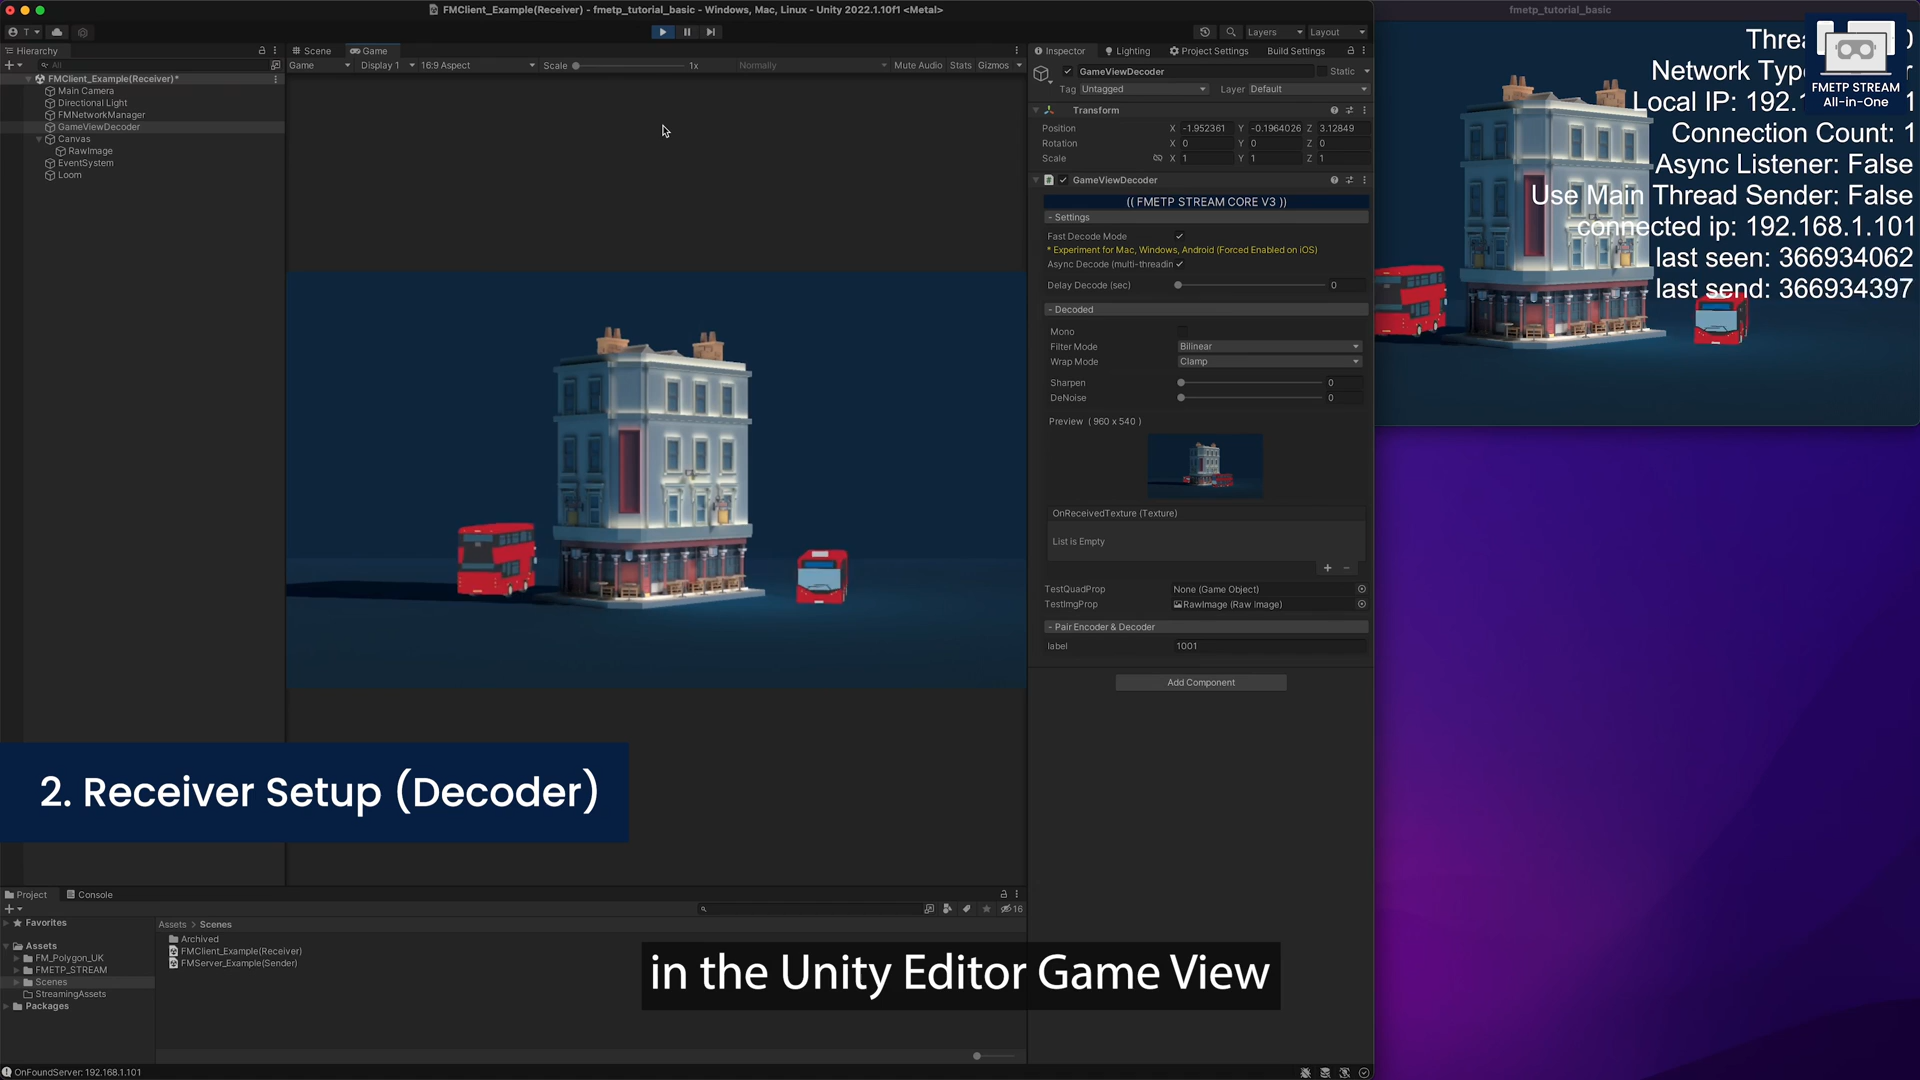 FMClient_Example(Receiver) - fmetp_tutorial_basic - Windows, Mac, Linux - Unity 2022.1.10f1 <Metal>
fmetp_tutorial_basic
T
Layers
Layout
Hierarchy
Scene
Game
Inspector
Lighting
Project Settings
Build Settings
All
Game
Display 1
16:9 Aspect
Scale
1x
Normally
Mute Audio
Stats
Gizmos
FMClient_Example(Receiver)*
Main Camera
Directional Light
FMNetworkManager
GameViewDecoder
Canvas
RawImage
EventSystem
Loom
GameViewDecoder
Static
Tag Untagged
Layer Default
Transform
Position X -1.952361 Y -0.1964026 Z 3.12849
Rotation X 0 Y 0 Z 0
Scale X 1 Y 1 Z 1
GameViewDecoder
(( FMETP STREAM CORE V3 ))
- Settings
Fast Decode Mode
* Experiment for Mac, Windows, Android (Forced Enabled on iOS)
Async Decode (multi-threadin
Delay Decode (sec) 0
- Decoded
Mono
Filter Mode Bilinear
Wrap Mode Clamp
Sharpen 0
DeNoise 0
Preview ( 960 x 540 )
OnReceivedTexture (Texture)
List is Empty
+ -
TestQuadProp None (Game Object)
TestImgProp RawImage (Raw Image)
- Pair Encoder & Decoder
label 1001
Add Component
Network Typ
Local IP: 192.1
Connection Count: 1
Async Listener: False
Use Main Thread Sender: False
connected ip: 192.168.1.101
last seen: 366934062
last send: 366934397
FMETP STREAM
All-in-One
2. Receiver Setup (Decoder)
Project
Console
16
Favorites
Assets
FM_Polygon_UK
FMETP_STREAM
Scenes
StreamingAssets
Packages
Assets > Scenes
Archived
FMClient_Example(Receiver)
FMServer_Example(Sender)
in the Unity Editor Game View
OnFoundServer: 192.168.1.101